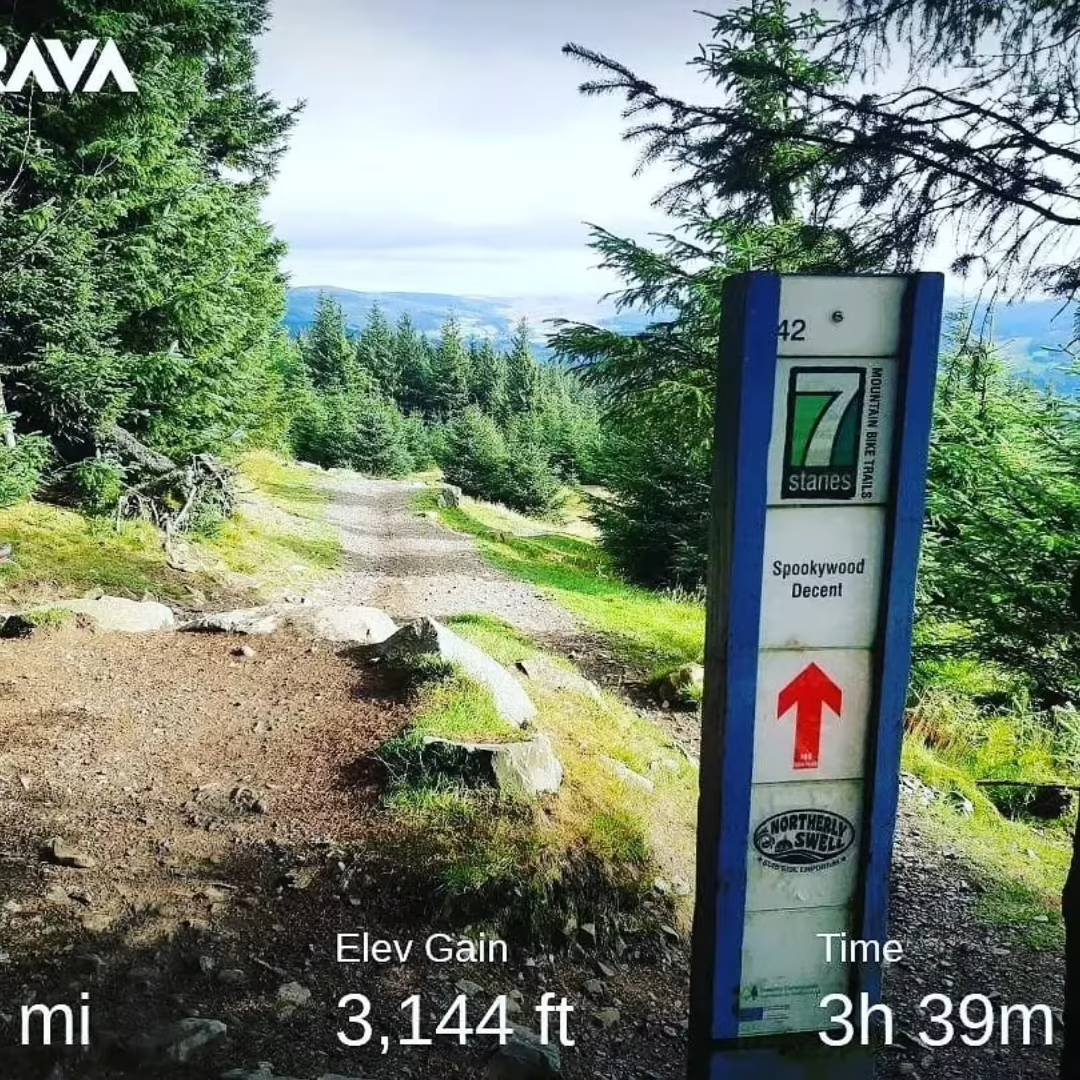 RAVA
42
6
7
stanes
MOUNTAIN BIKE TRAILS
Spookywood
Decent
NORTHERLY
SWELL
Elev Gain
Time
mi
3,144 ft
3h 39m